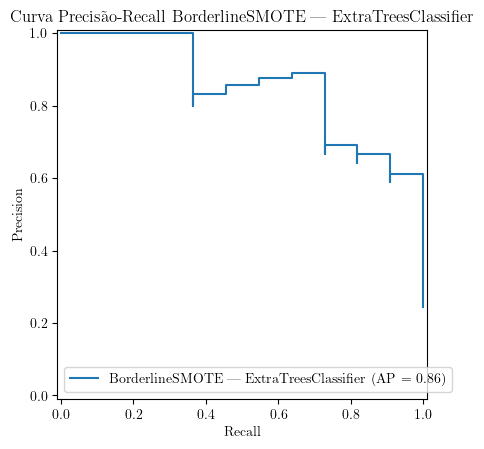 Curva Precisão-Recall BorderlineSMOTE — ExtraTreesClassifier
1.0
0.8
0.6
0.4
0.2
0.0
Precision
BorderlineSMOTE — ExtraTreesClassifier (AP = 0.86)
0.0 0.2 0.4 0.6 0.8 1.0
Recall